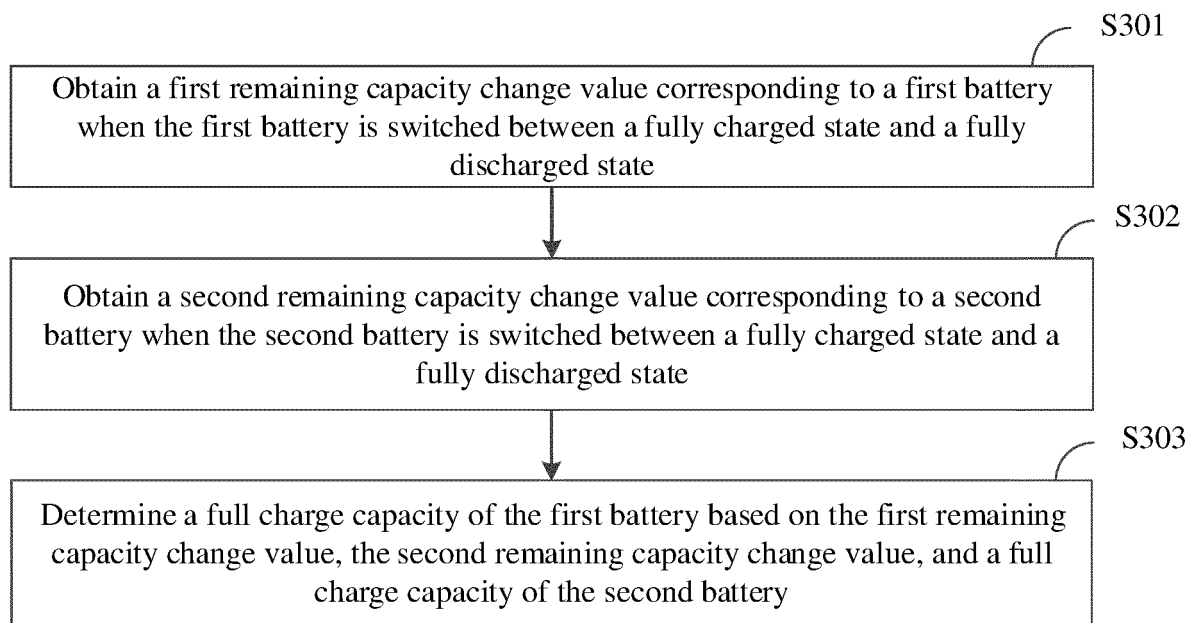 S301
Obtain a first remaining capacity change value corresponding to a first battery
when the first battery is switched between a fully charged state and a fully
discharged state
S302
Obtain a second remaining capacity change value corresponding to a second
battery when the second battery is switched between a fully charged state and a
fully discharged state
S303
Determine a full charge capacity of the first battery based on the first remaining
capacity change value, the second remaining capacity change value, and a full
charge capacity of the second battery